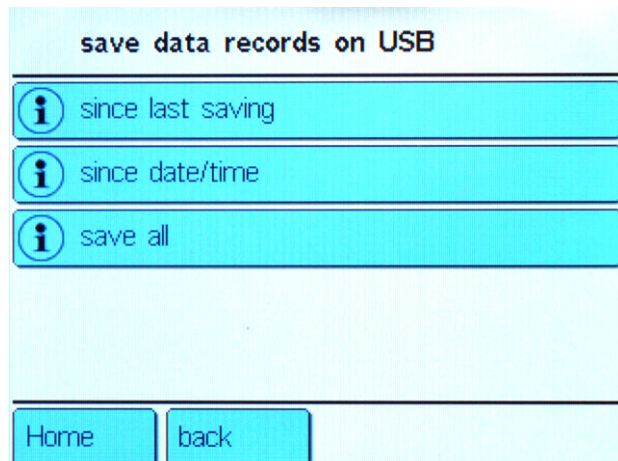 save data records on USB
since last saving
since date/time
save all
Home back